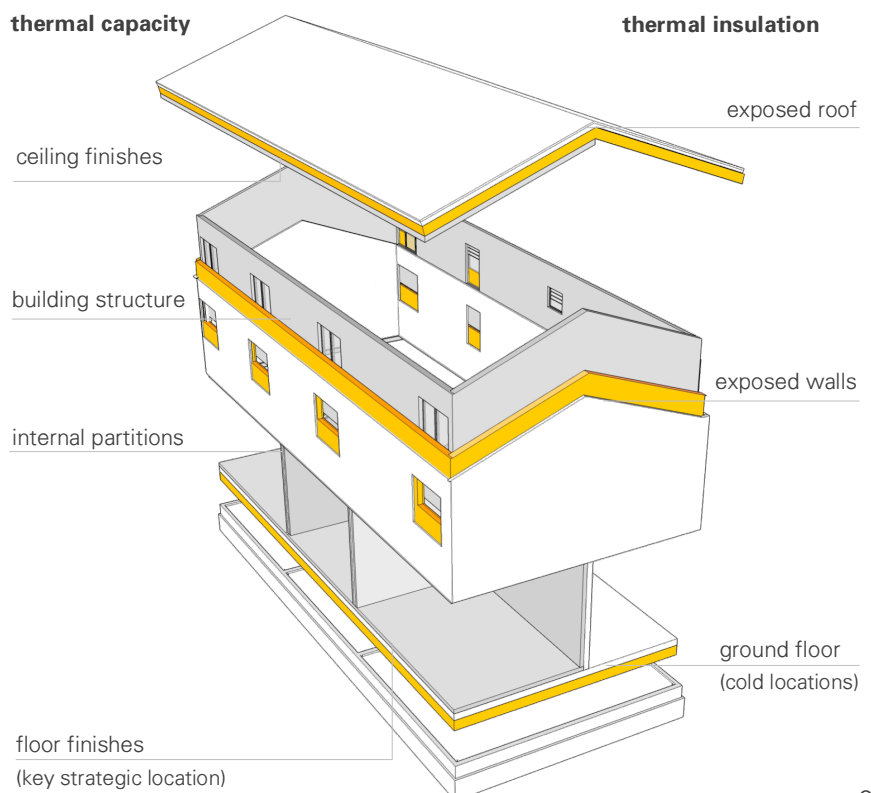 thermal capacity
thermal insulation
exposed roof
ceiling finishes
building structure
exposed walls
internal partitions
ground floor
(cold locations)
floor finishes
(key strategic location)